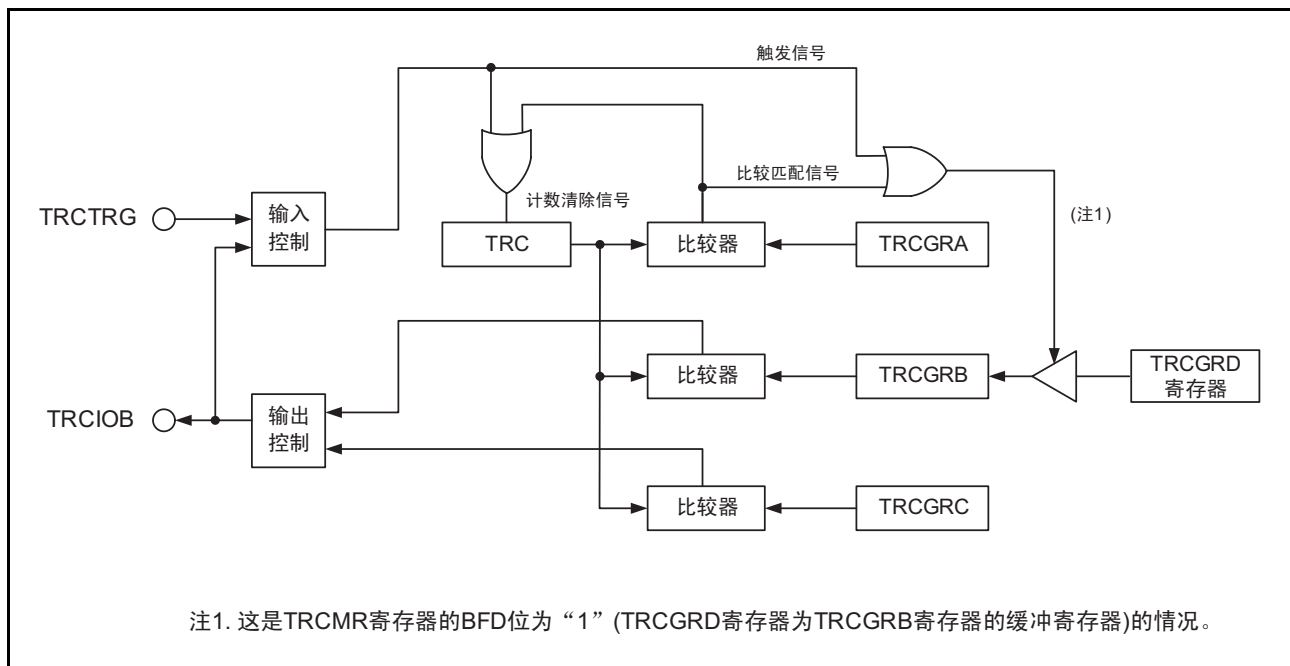 触发信号
比较匹配信号
计数清除信号
(注1)
TRCTRG
输入
控制
TRC
比较器
TRCGRA
比较器
TRCGRB
TRCGRD
寄存器
TRCIOB
输出
控制
比较器
TRCGRC
注1. 这是TRCMR寄存器的BFD位为“1”(TRCGRD寄存器为TRCGRB寄存器的缓冲寄存器)的情况。